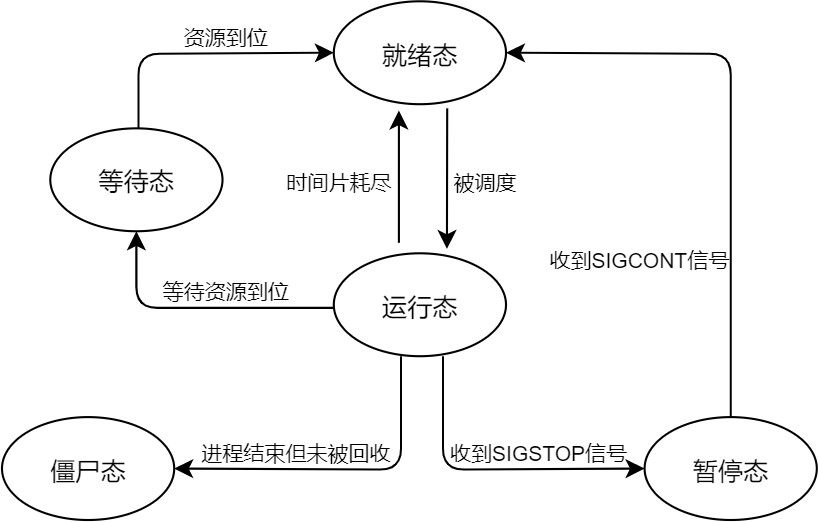 资源到位
就绪态
等待态
时间片耗尽
被调度
收到SIGCONT信号
等待资源到位
运行态
进程结束但未被回收
收到SIGSTOP信号
僵尸态
暂停态